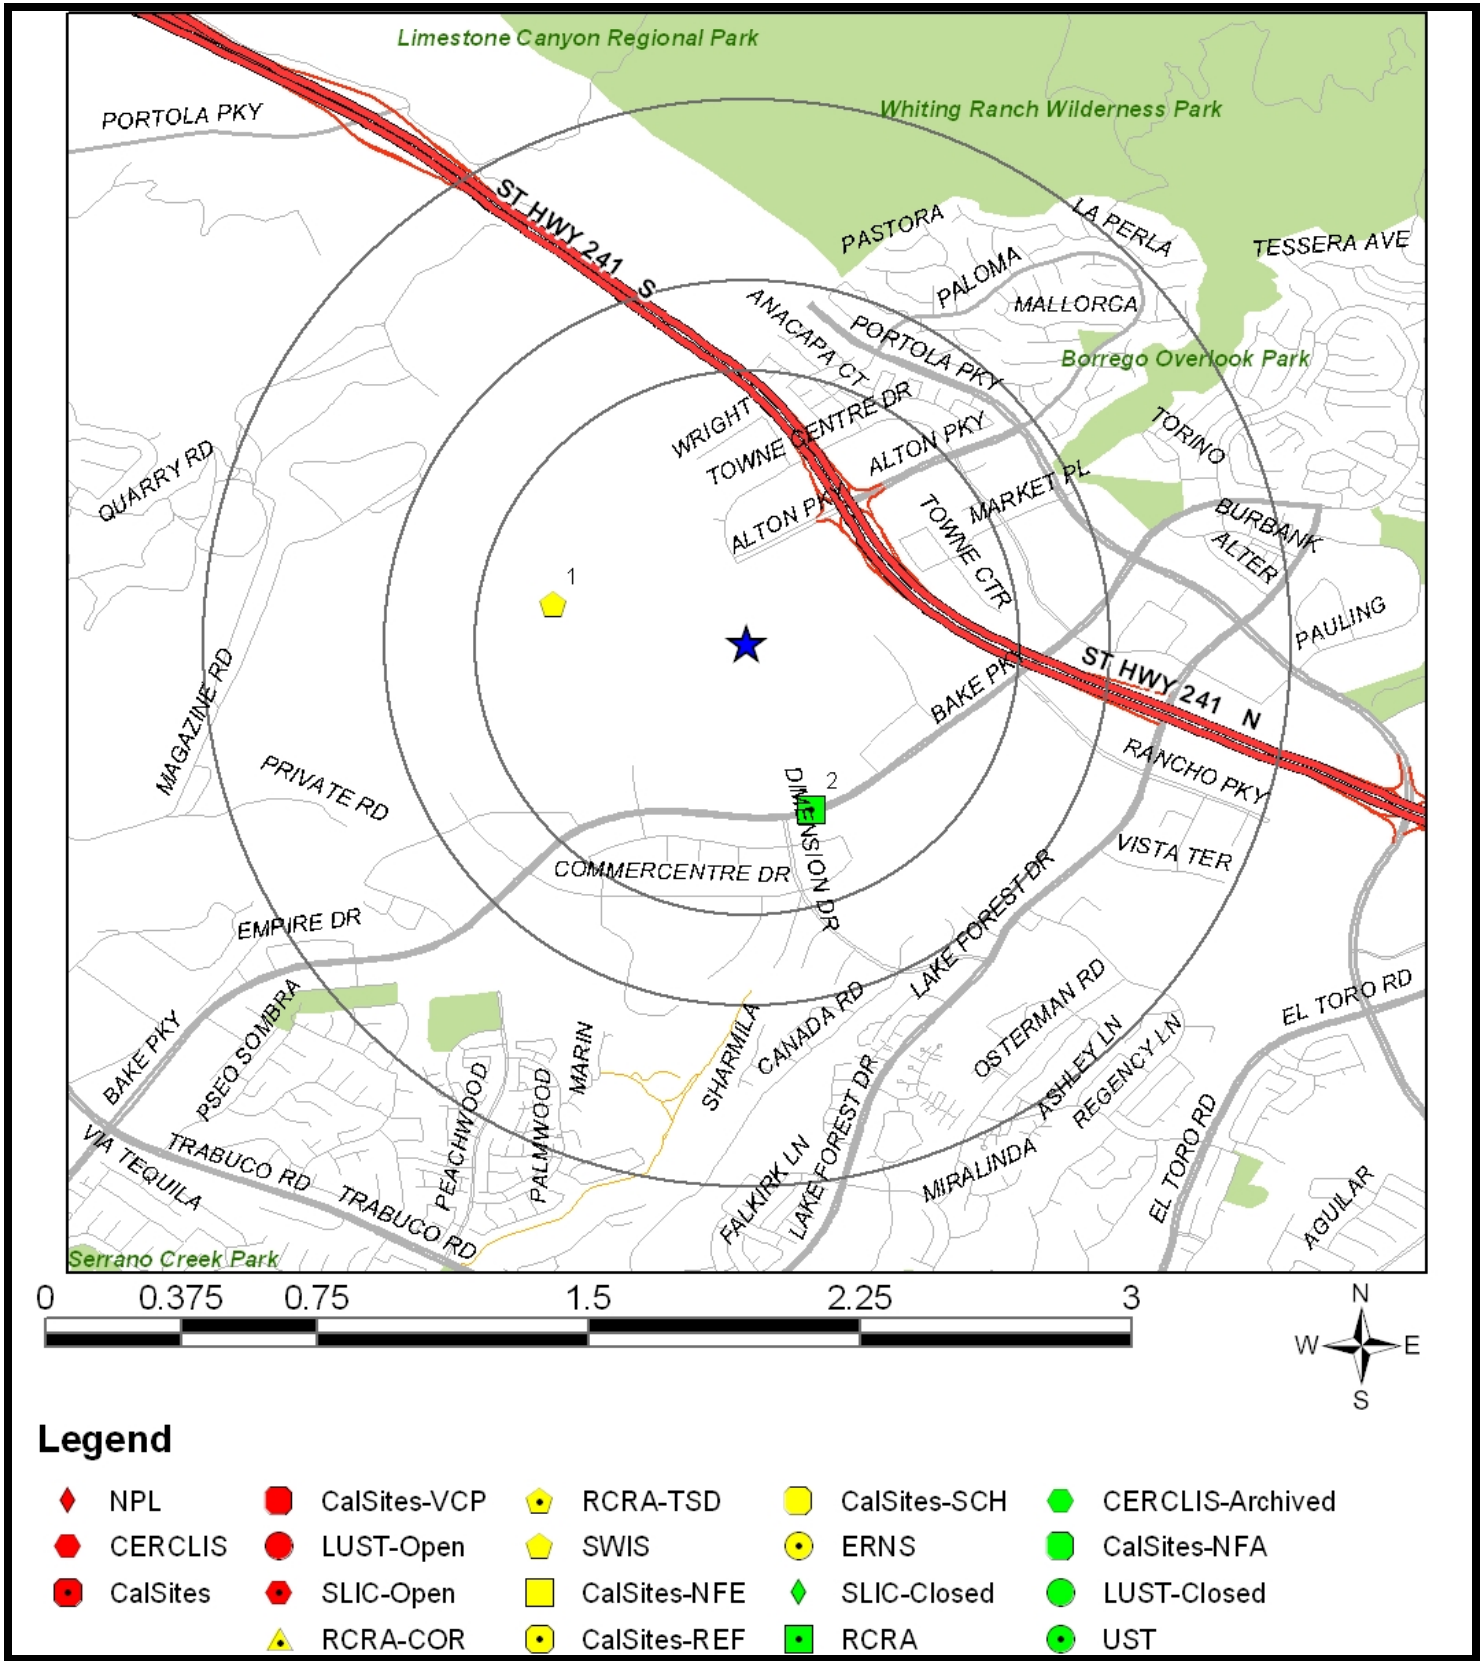 Limestone Canyon Regional Park
Whiting Ranch Wilderness Park
PORTOLA PKY
ST HWY 241 S
PASTORA
LA PERLA
TESSERA AVE
PALOMA
MALLORCA
ANACAPA CT
PORTOLA PKY
Borrego Overlook Park
WRIGHT
TOWNE CENTRE DR
ALTON PKY
TORINO
QUARRY RD
MARKET PL
ALTON PKY
TOWNE CTR
BURBANK
ALTER
1
PAULING
MAGAZINE RD
BAKE PKY
ST HWY 241 N
PRIVATE RD
RANCHO PKY
2
DIMENSION DR
VISTA TER
COMMERCENTRE DR
EMPIRE DR
LAKE FOREST DR
BAKE PKY
PSEO SOMBRA
CANADA RD
OSTERMAN RD
EL TORO RD
MARIN
SHARMILA
ASHLEY LN
REGENCY LN
PEACHWOOD
PALMWOOD
LAKE FOREST DR
EL TORO RD
VIA TEQUILA
TRABUCO RD
TRABUCO RD
FALKIRK LN
MIRALINDA
AGUILAR
Serrano Creek Park
0 0.375 0.75 1.5 2.25 3
N
W E
S
Legend
NPL CalSites-VCP RCRA-TSD CalSites-SCH CERCLIS-Archived
CERCLIS LUST-Open SWIS ERNS CalSites-NFA
CalSites SLIC-Open CalSites-NFE SLIC-Closed LUST-Closed
RCRA-COR CalSites-REF RCRA UST